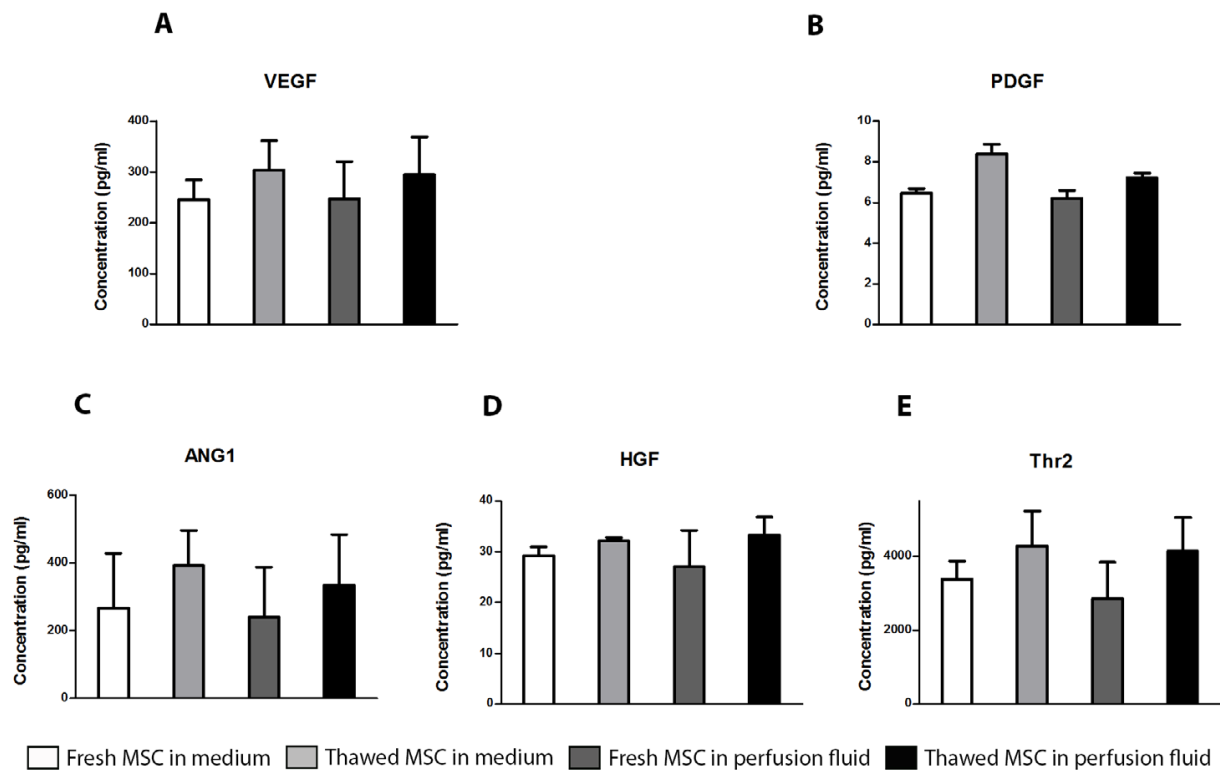 A
VEGF
Concentration (pg/ml)
400
300
200
100
0
B
PDGF
Concentration (pg/ml)
10
8
6
4
2
0
C
ANG1
Concentration (pg/ml)
600
400
200
0
D
HGF
Concentration (pg/ml)
40
30
20
10
0
E
Thr2
Concentration (pg/ml)
4000
2000
0
Fresh MSC in medium
Thawed MSC in medium
Fresh MSC in perfusion fluid
Thawed MSC in perfusion fluid